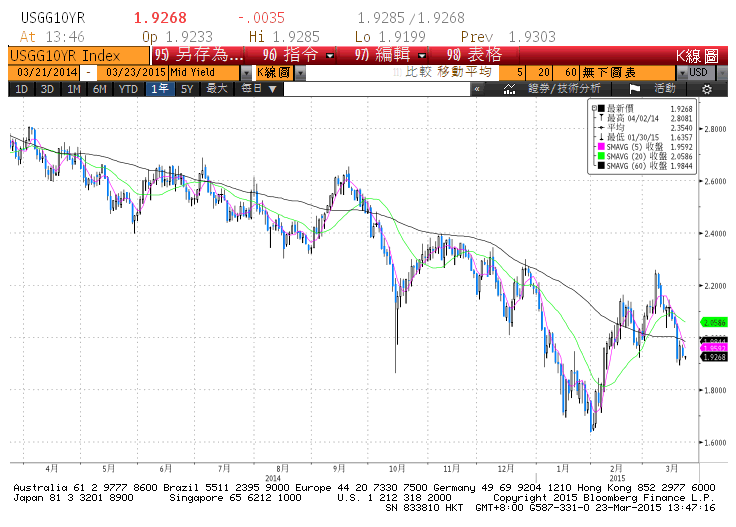 USGG10YR 1.9268 -.0035 1.9285/1.9268
At 13:46 Op 1.9233 Hi 1.9285 Lo 1.9199 Prev 1.9303
USGG10YR Index 95) 另存為... 96) 指令 97) 編輯 98) 表格 K線圖
03/21/2014 - 03/23/2015 Mid Yield K線圖 比較 移動平均 5 20 60 無下圖表 USD
1D 3D 1M 6M YTD 1年 5Y 最大 每日 ▼ « 證券/技術分析 活動
最新價 1.9268
最高 04/02/14 2.8081
平均 2.3540
最低 01/30/15 1.6357
SMAVG (5) 收盤 1.9592
SMAVG (20) 收盤 2.0586
SMAVG (60) 收盤 1.9844
2.8000
2.6000
2.4000
2.2000
2.0586
1.9844
1.9592
1.9268
1.8000
1.6000
4月 5月 6月 7月 8月 9月 10月 11月 12月 1月 2月 3月
2014 2015
Australia 61 2 9777 8600 Brazil 5511 2395 9000 Europe 44 20 7330 7500 Germany 49 69 9204 1210 Hong Kong 852 2977 6000
Japan 81 3 3201 8900 Singapore 65 6212 1000 U.S. 1 212 318 2000 Copyright 2015 Bloomberg Finance L.P.
SN 833810 HKT GMT+8:00 G587-331-0 23-Mar-2015 13:47:16